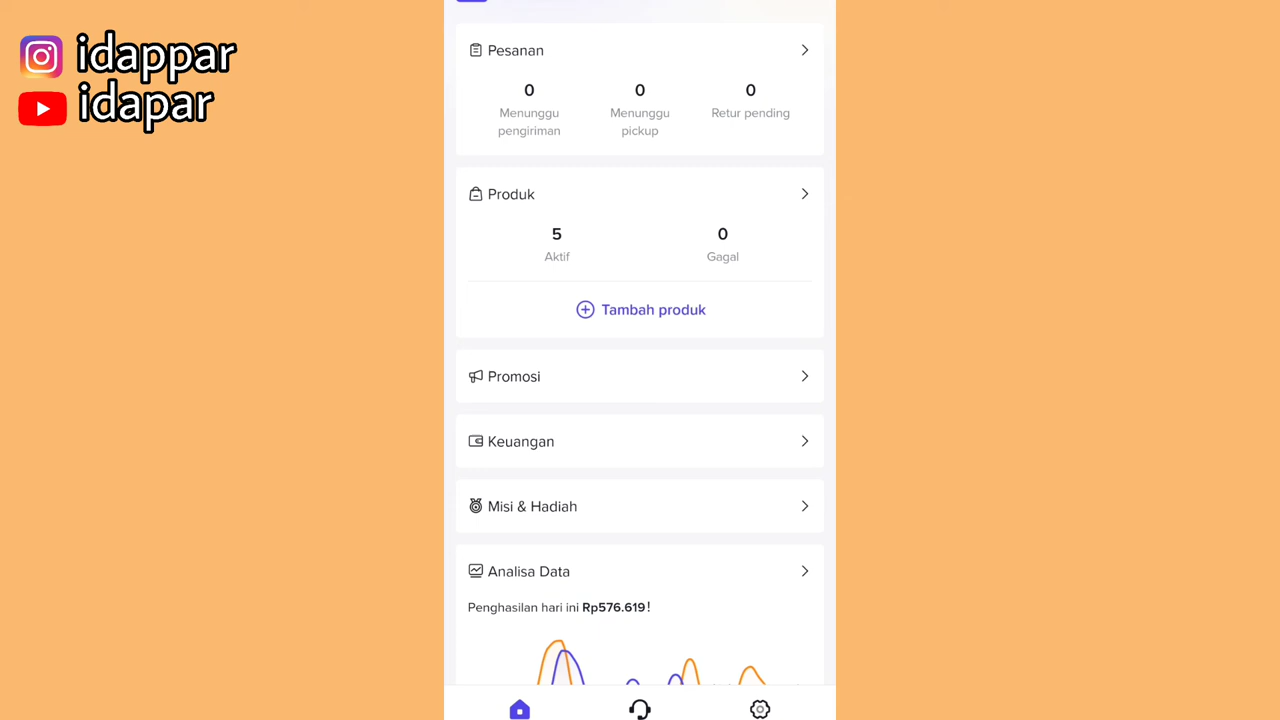 idappar
idapar
Pesanan
0 0 0
Menunggu pengiriman
Menunggu pickup
Retur pending
Produk
5 0
Aktif Gagal
Tambah produk
Promosi
Keuangan
Misi & Hadiah
Analisa Data
Penghasilan hari ini Rp576.619!